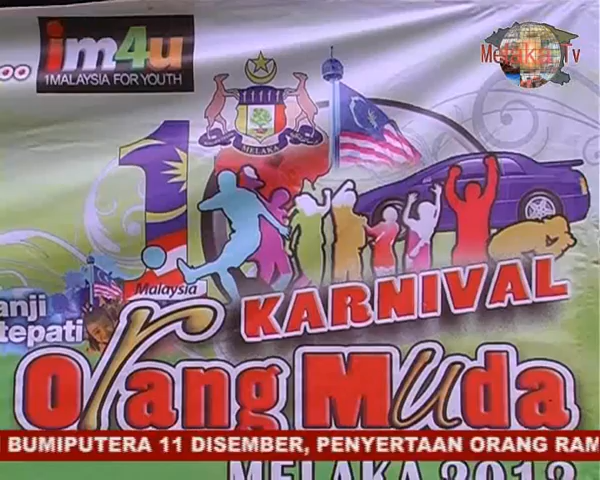 im4u
1MALAYSIA FOR YOUTH
Melaka Tv
MELAKA
1
Malaysia
anji
tepati
KARNIVAL
Orang Muda
BUMIPUTERA 11 DISEMBER, PENYERTAAN ORANG RAM
MELAKA 2012